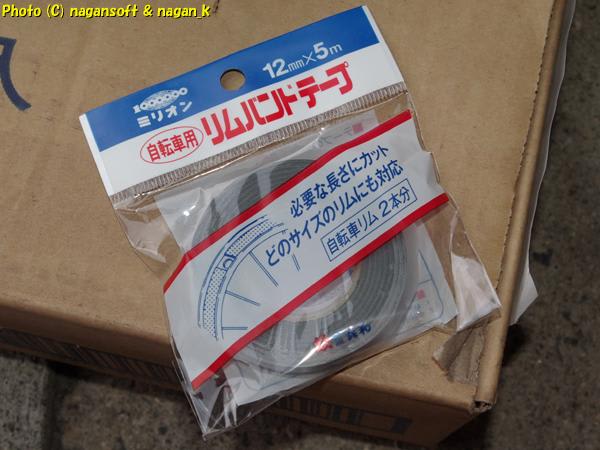 Photo (C) nagansoft & nagan_k
1000000
ミリオン
12mm×5m
自転車用
リムバンドテープ
必要な長さにカット
どのサイズのリムにも対応
自転車リム2本分